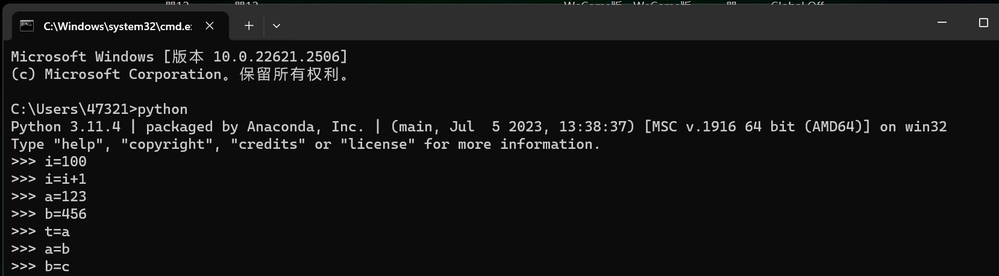 C:\Windows\system32\cmd.e
Microsoft Windows [版本 10.0.22621.2506]
(c) Microsoft Corporation。保留所有权利。
C:\Users\47321>python
Python 3.11.4 | packaged by Anaconda, Inc. | (main, Jul  5 2023, 13:38:37) [MSC v.1916 64 bit (AMD64)] on win32
Type "help", "copyright", "credits" or "license" for more information.
>>> i=100
>>> i=i+1
>>> a=123
>>> b=456
>>> t=a
>>> a=b
>>> b=c